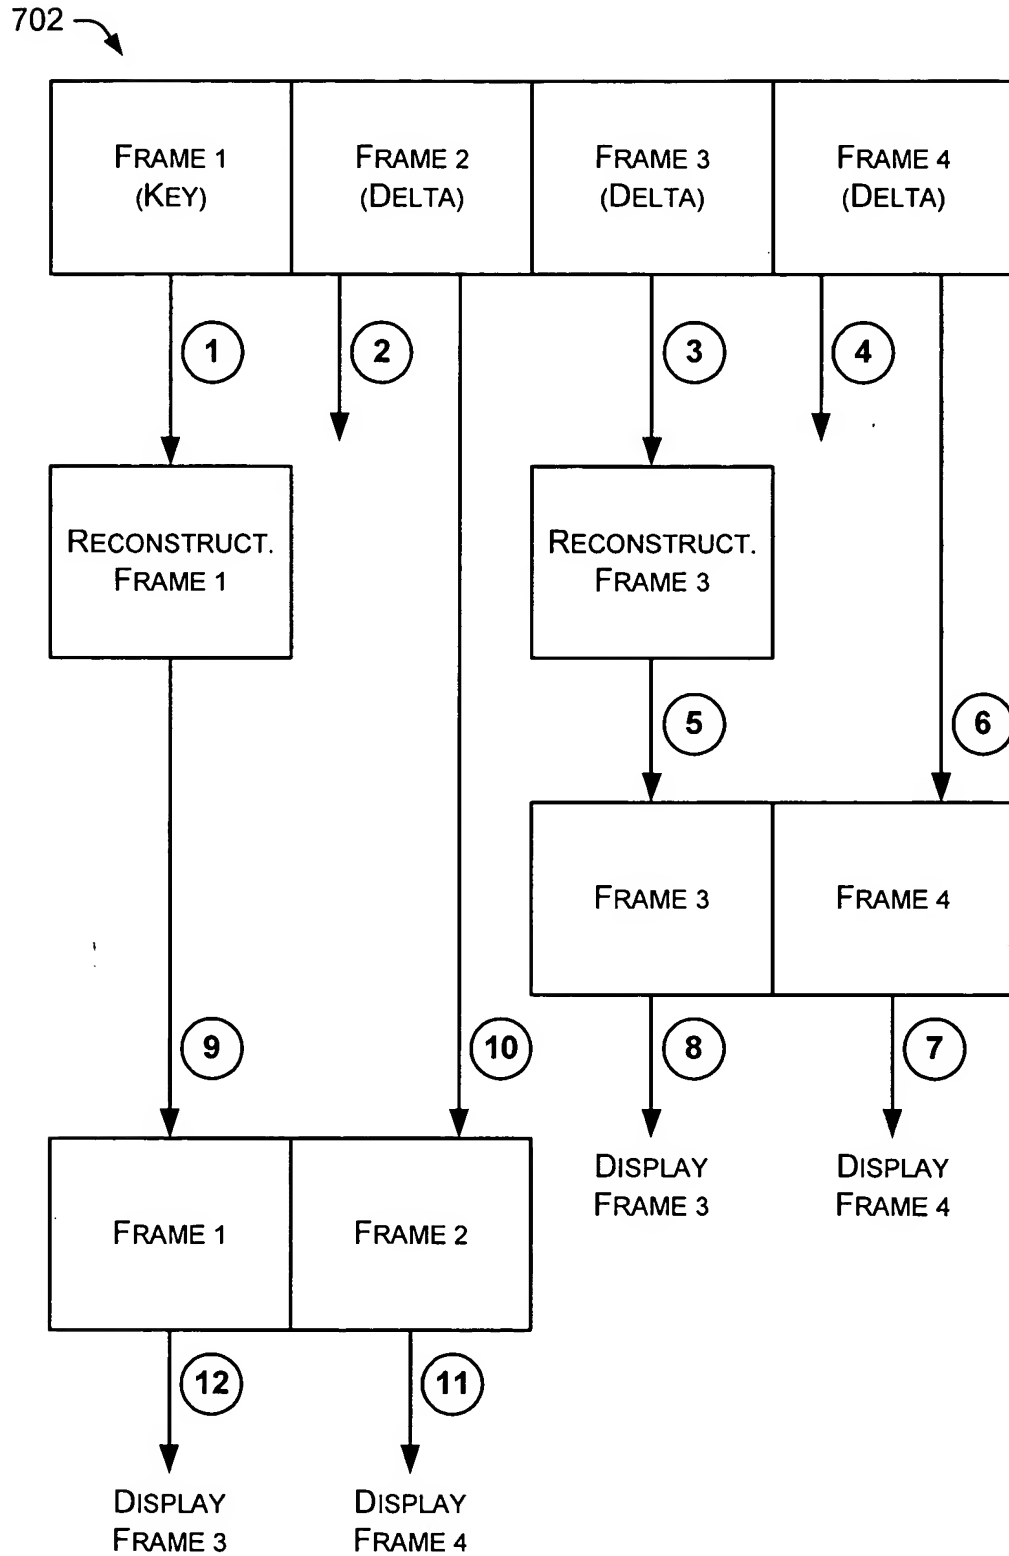 702
FRAME 1
(KEY)
FRAME 2
(DELTA)
FRAME 3
(DELTA)
FRAME 4
(DELTA)
1
2
3
4
RECONSTRUCT.
FRAME 1
RECONSTRUCT.
FRAME 3
5
6
FRAME 3
FRAME 4
9
10
8
7
FRAME 1
FRAME 2
DISPLAY
FRAME 3
DISPLAY
FRAME 4
12
11
DISPLAY
FRAME 3
DISPLAY
FRAME 4